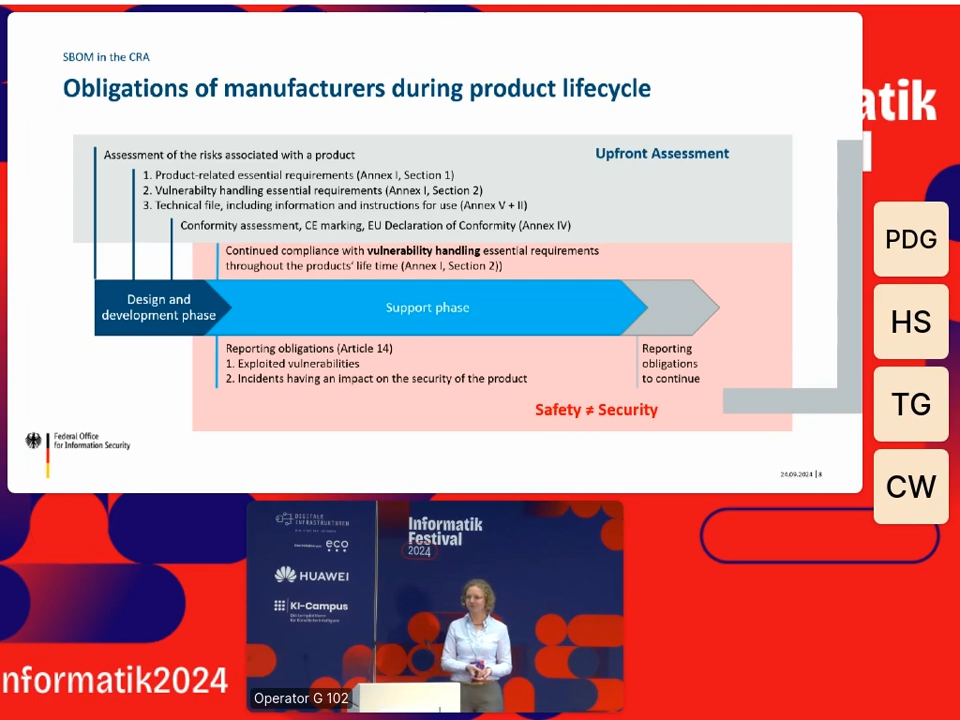 SBOM in the CRA
Obligations of manufacturers during product lifecycle
Assessment of the risks associated with a product
Upfront Assessment
1. Product-related essential requirements (Annex I, Section 1)
2. Vulnerabilty handling essential requirements (Annex I, Section 2)
3. Technical file, including information and instructions for use (Annex V + II)
Conformity assessment, CE marking, EU Declaration of Conformity (Annex IV)
Continued compliance with vulnerability handling essential requirements
throughout the products' life time (Annex I, Section 2))
Design and
development phase
Support phase
Reporting obligations (Article 14)
1. Exploited vulnerabilities
2. Incidents having an impact on the security of the product
Reporting
obligations
to continue
Safety ≠ Security
Federal Office
for Information Security
24.09.2024 | 8
atik
PDG
HS
TG
CW
DIGITALE
INFRASTRUKTUREN
eco
HUAWEI
KI-Campus
Informatik
Festival
2024
Operator G 102
nformatik2024